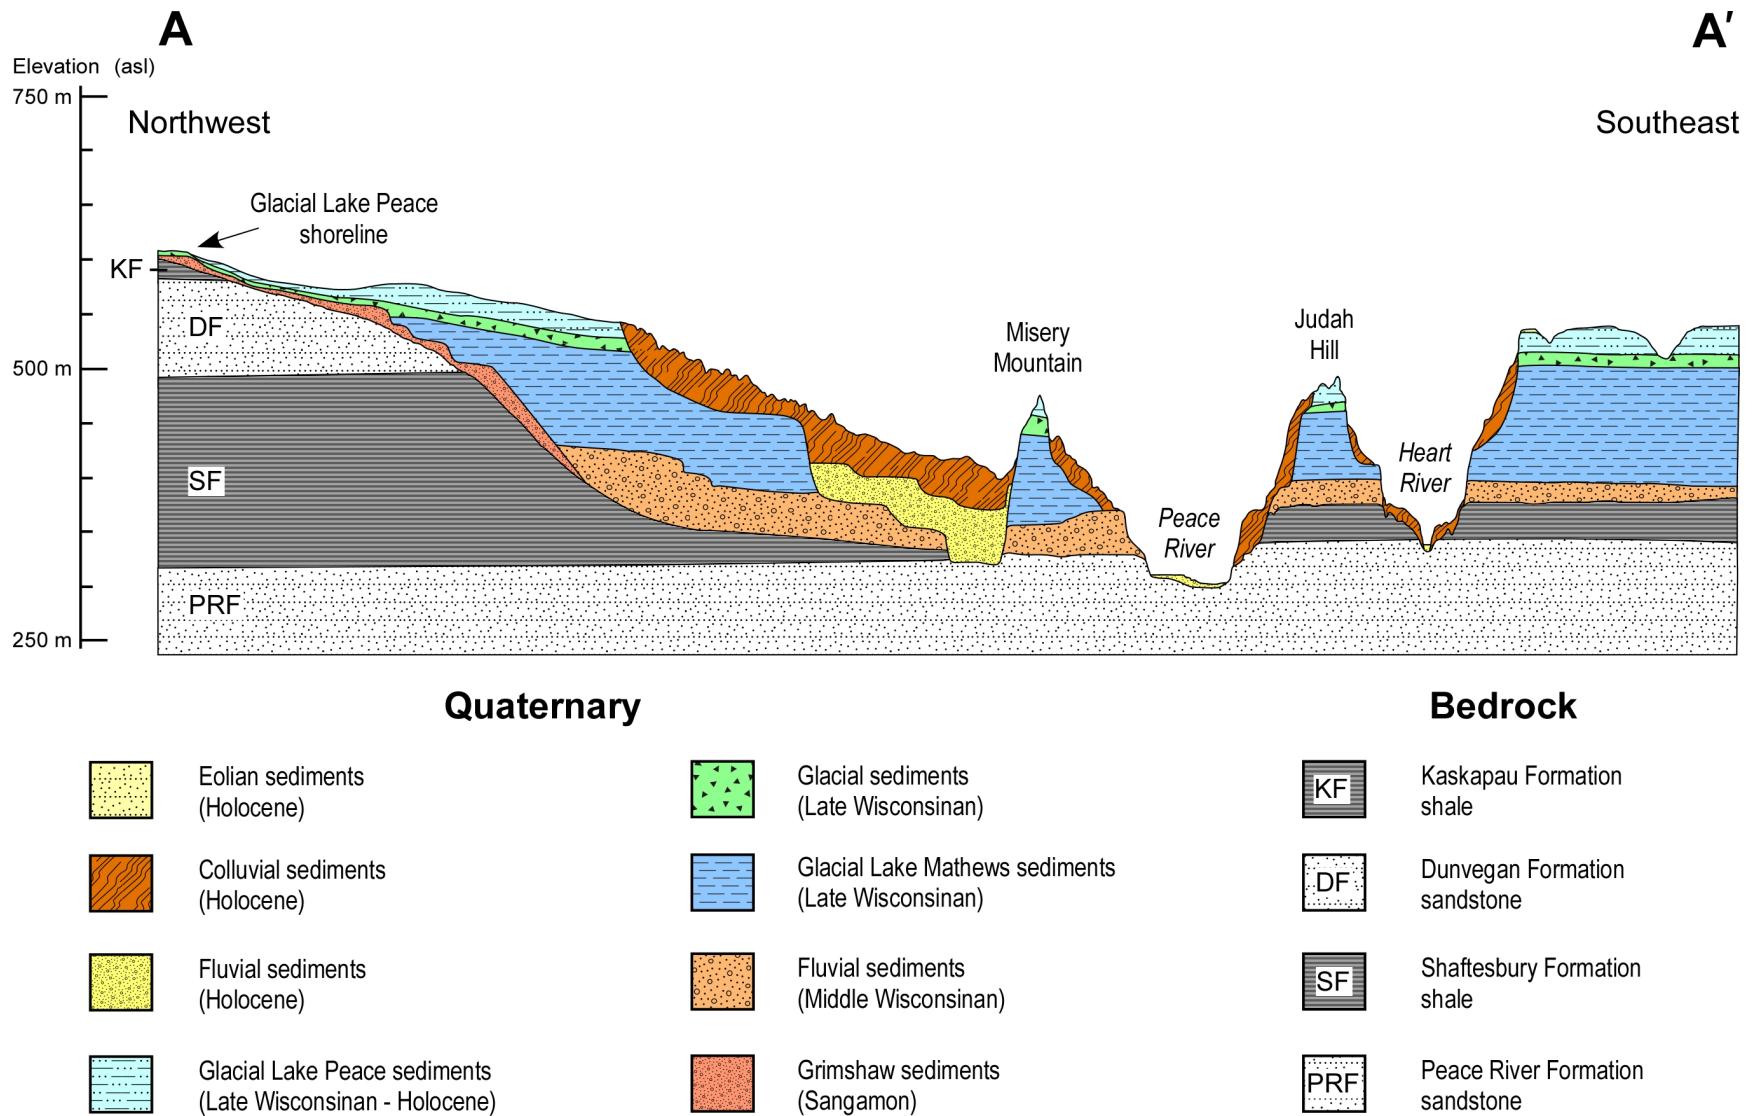 A
A′
Elevation (asl)
750 m
Northwest
Southeast
Glacial Lake Peace
shoreline
KF
DF
Misery
Mountain
Judah
Hill
500 m
Heart
River
SF
Peace
River
PRF
250 m
Quaternary
Bedrock
Eolian sediments
(Holocene)
Colluvial sediments
(Holocene)
Fluvial sediments
(Holocene)
Glacial Lake Peace sediments
(Late Wisconsinan - Holocene)
Glacial sediments
(Late Wisconsinan)
Glacial Lake Mathews sediments
(Late Wisconsinan)
Fluvial sediments
(Middle Wisconsinan)
Grimshaw sediments
(Sangamon)
KF
Kaskapau Formation
shale
DF
Dunvegan Formation
sandstone
SF
Shaftesbury Formation
shale
PRF
Peace River Formation
sandstone